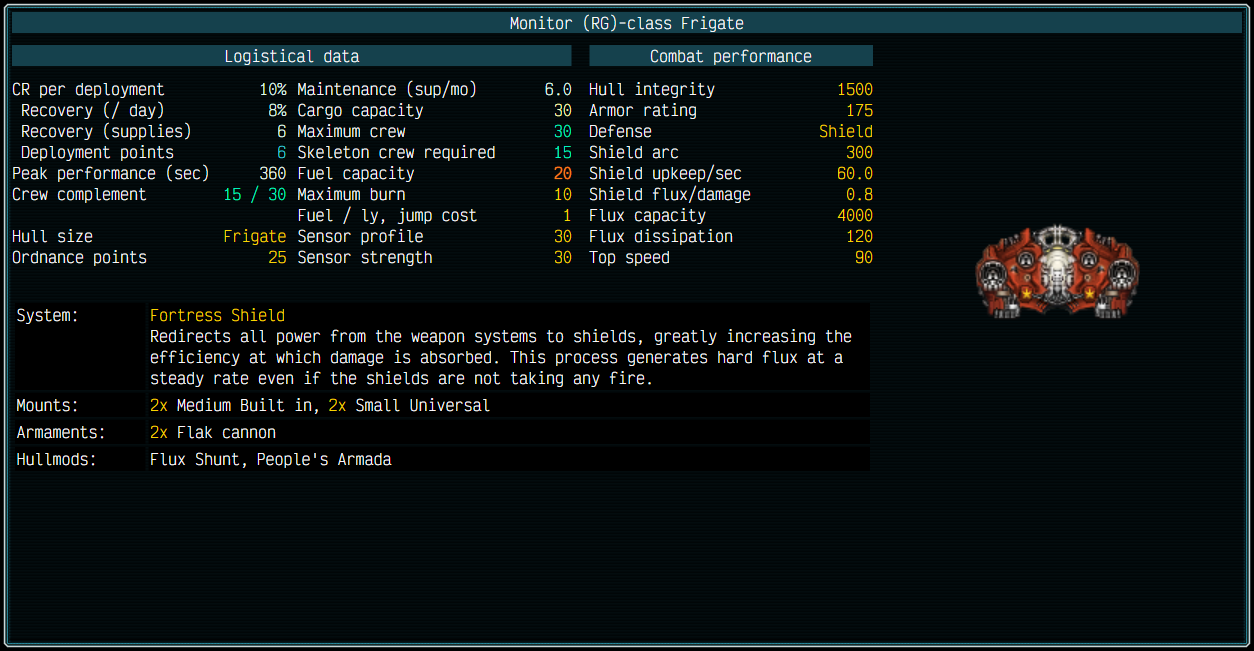 Monitor (RG)-class Frigate
Logistical data
CR per deployment 10% Maintenance (sup/mo) 6.0
Recovery (/ day) 8% Cargo capacity 30
Recovery (supplies) 6 Maximum crew 30
Deployment points 6 Skeleton crew required 15
Peak performance (sec) 360 Fuel capacity 20
Crew complement 15 / 30 Maximum burn 10
Fuel / ly, jump cost 1
Hull size Frigate Sensor profile 30
Ordnance points 25 Sensor strength 30
Combat performance
Hull integrity 1500
Armor rating 175
Defense Shield
Shield arc 300
Shield upkeep/sec 60.0
Shield flux/damage 0.8
Flux capacity 4000
Flux dissipation 120
Top speed 90
System: Fortress Shield
Redirects all power from the weapon systems to shields, greatly increasing the
efficiency at which damage is absorbed. This process generates hard flux at a
steady rate even if the shields are not taking any fire.
Mounts: 2x Medium Built in, 2x Small Universal
Armaments: 2x Flak cannon
Hullmods: Flux Shunt, People's Armada